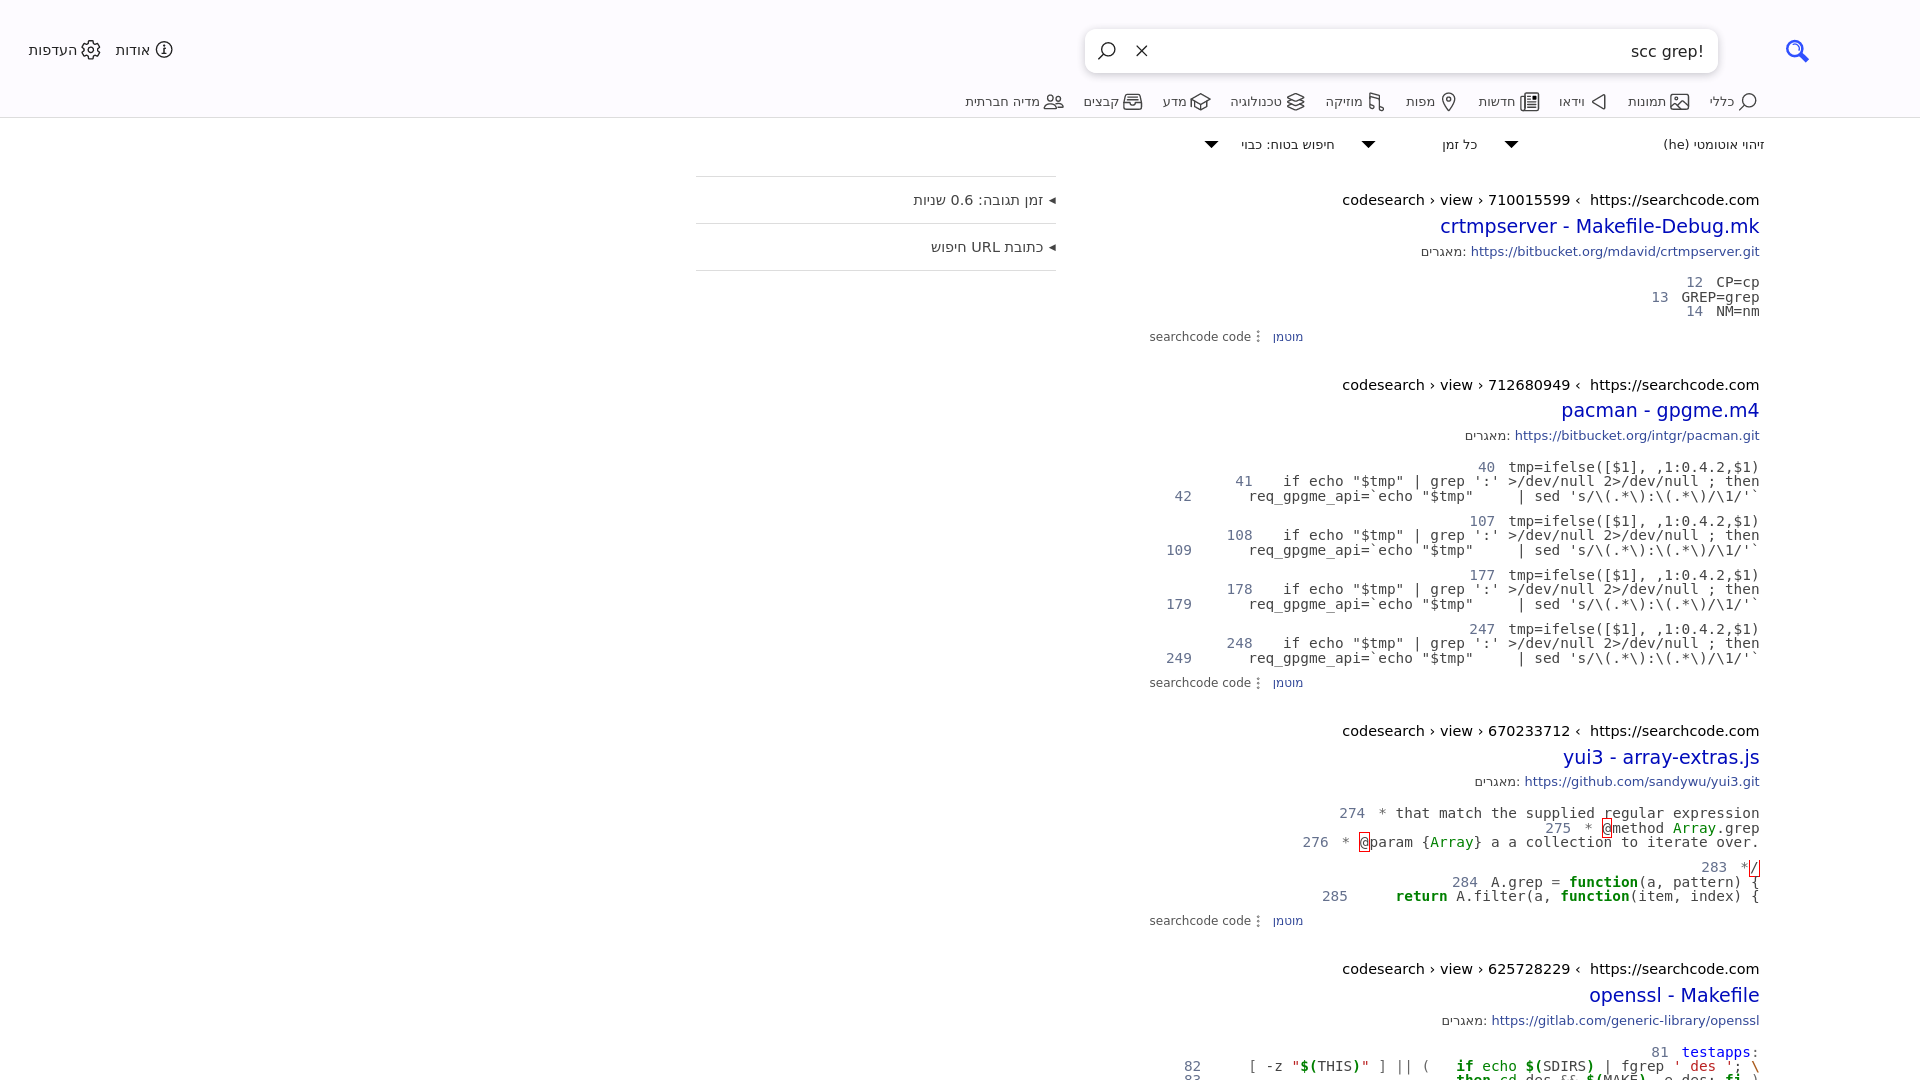 !scc grep
אודות
העדפות
כללי
תמונות
וידאו
חדשות
מפות
מוזיקה
טכנולוגיה
מדע
קבצים
מדיה חברתית
זיהוי אוטומטי (he)
כל זמן
חיפוש בטוח: כבוי
זמן תגובה: 0.6 שניות
כתובת URL חיפוש
https://searchcode.com › codesearch › view › 710015599
crtmpserver - Makefile-Debug.mk
מאגרים: https://bitbucket.org/mdavid/crtmpserver.git
12 CP=cp
13 GREP=grep
14 NM=nm
searchcode code מוטמן
https://searchcode.com › codesearch › view › 712680949
pacman - gpgme.m4
מאגרים: https://bitbucket.org/intgr/pacman.git
40 tmp=ifelse([$1], ,1:0.4.2,$1)
41 if echo "$tmp" | grep ':' >/dev/null 2>/dev/null ; then
42 req_gpgme_api=`echo "$tmp" | sed 's/\(.*\):\(.*\)/\1/'`
107 tmp=ifelse([$1], ,1:0.4.2,$1)
108 if echo "$tmp" | grep ':' >/dev/null 2>/dev/null ; then
109 req_gpgme_api=`echo "$tmp" | sed 's/\(.*\):\(.*\)/\1/'`
177 tmp=ifelse([$1], ,1:0.4.2,$1)
178 if echo "$tmp" | grep ':' >/dev/null 2>/dev/null ; then
179 req_gpgme_api=`echo "$tmp" | sed 's/\(.*\):\(.*\)/\1/'`
247 tmp=ifelse([$1], ,1:0.4.2,$1)
248 if echo "$tmp" | grep ':' >/dev/null 2>/dev/null ; then
249 req_gpgme_api=`echo "$tmp" | sed 's/\(.*\):\(.*\)/\1/'`
searchcode code מוטמן
https://searchcode.com › codesearch › view › 670233712
yui3 - array-extras.js
מאגרים: https://github.com/sandywu/yui3.git
274 * that match the supplied regular expression
275 * @method Array.grep
276 * @param {Array} a a collection to iterate over.
283 */
284 A.grep = function(a, pattern) {
285 return A.filter(a, function(item, index) {
searchcode code מוטמן
https://searchcode.com › codesearch › view › 625728229
openssl - Makefile
מאגרים: https://gitlab.com/generic-library/openssl
81 testapps:
82 [ -z "$(THIS)" ] || ( if echo $(SDIRS) | fgrep ' des '; \